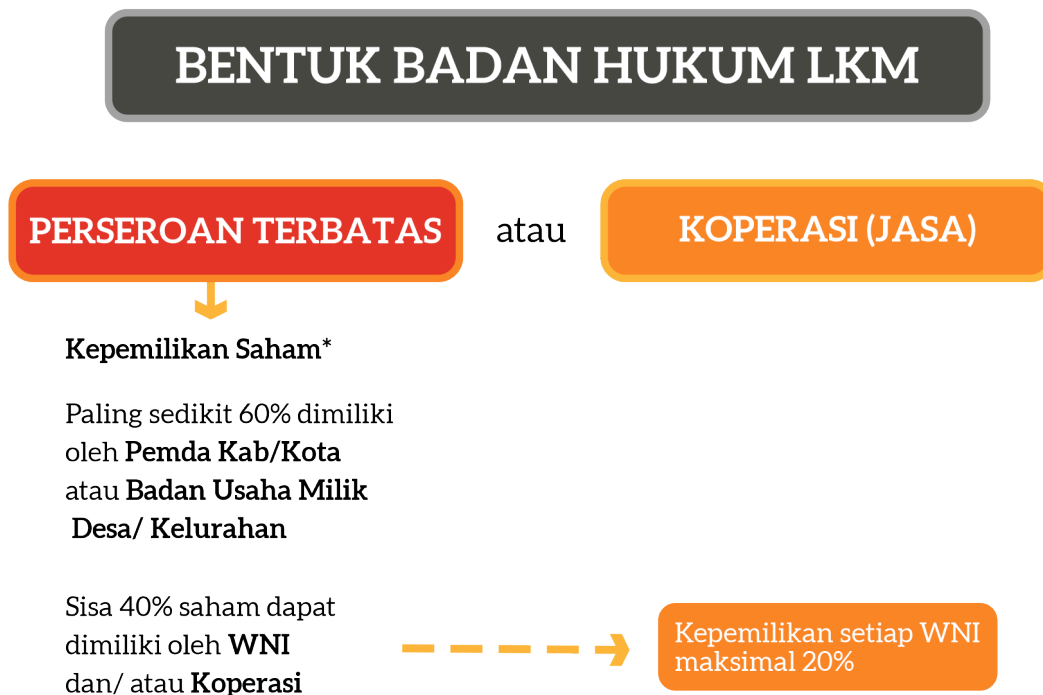 BENTUK BADAN HUKUM LKM
PERSEROAN TERBATAS
atau
KOPERASI (JASA)
Kepemilikan Saham*
Paling sedikit 60% dimiliki
oleh Pemda Kab/Kota
atau Badan Usaha Milik
Desa/ Kelurahan
Sisa 40% saham dapat
dimiliki oleh WNI
dan/ atau Koperasi
Kepemilikan setiap WNI
maksimal 20%